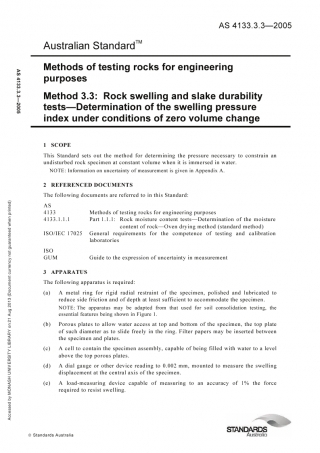 AS 4133.3.3—2005
Australian Standard™
Methods of testing rocks for engineering
purposes
Method 3.3: Rock swelling and slake durability
tests—Determination of the swelling pressure
index under conditions of zero volume change
AS 4133.3.3—2005
1 SCOPE
This Standard sets out the method for determining the pressure necessary to constrain an
undisturbed rock specimen at constant volume when it is immersed in water.
NOTE: Information on uncertainty of measurement is given in Appendix A.
2 REFERENCED DOCUMENTS
The following documents are referred to in this Standard:
AS
4133 Methods of testing rocks for engineering purposes
4133.1.1.1 Part 1.1.1: Rock moisture content tests—Determination of the moisture
content of rock—Oven drying method (standard method)
ISO/IEC 17025 General requirements for the competence of testing and calibration
laboratories
ISO
GUM Guide to the expression of uncertainty in measurement
3 APPARATUS
The following apparatus is required:
(a) A metal ring for rigid radial restraint of the specimen, polished and lubricated to
reduce side friction and of depth at least sufficient to accommodate the specimen.
NOTE: The apparatus may be adapted from that used for soil consolidation testing, the
essential features being shown in Figure 1.
(b) Porous plates to allow water access at top and bottom of the specimen, the top plate
of such diameter as to slide freely in the ring. Filter papers may be inserted between
the specimen and plates.
(c) A cell to contain the specimen assembly, capable of being filled with water to a level
above the top porous plates.
(d) A dial gauge or other device reading to 0.002 mm, mounted to measure the swelling
displacement at the central axis of the specimen.
(e) A load-measuring device capable of measuring to an accuracy of 1% the force
required to resist swelling.
Accessed by MONASH UNIVERSITY LIBRARY on 21 Aug 2013 (Document currency not guaranteed when printed)
© Standards Australia
STANDARDS
Australia